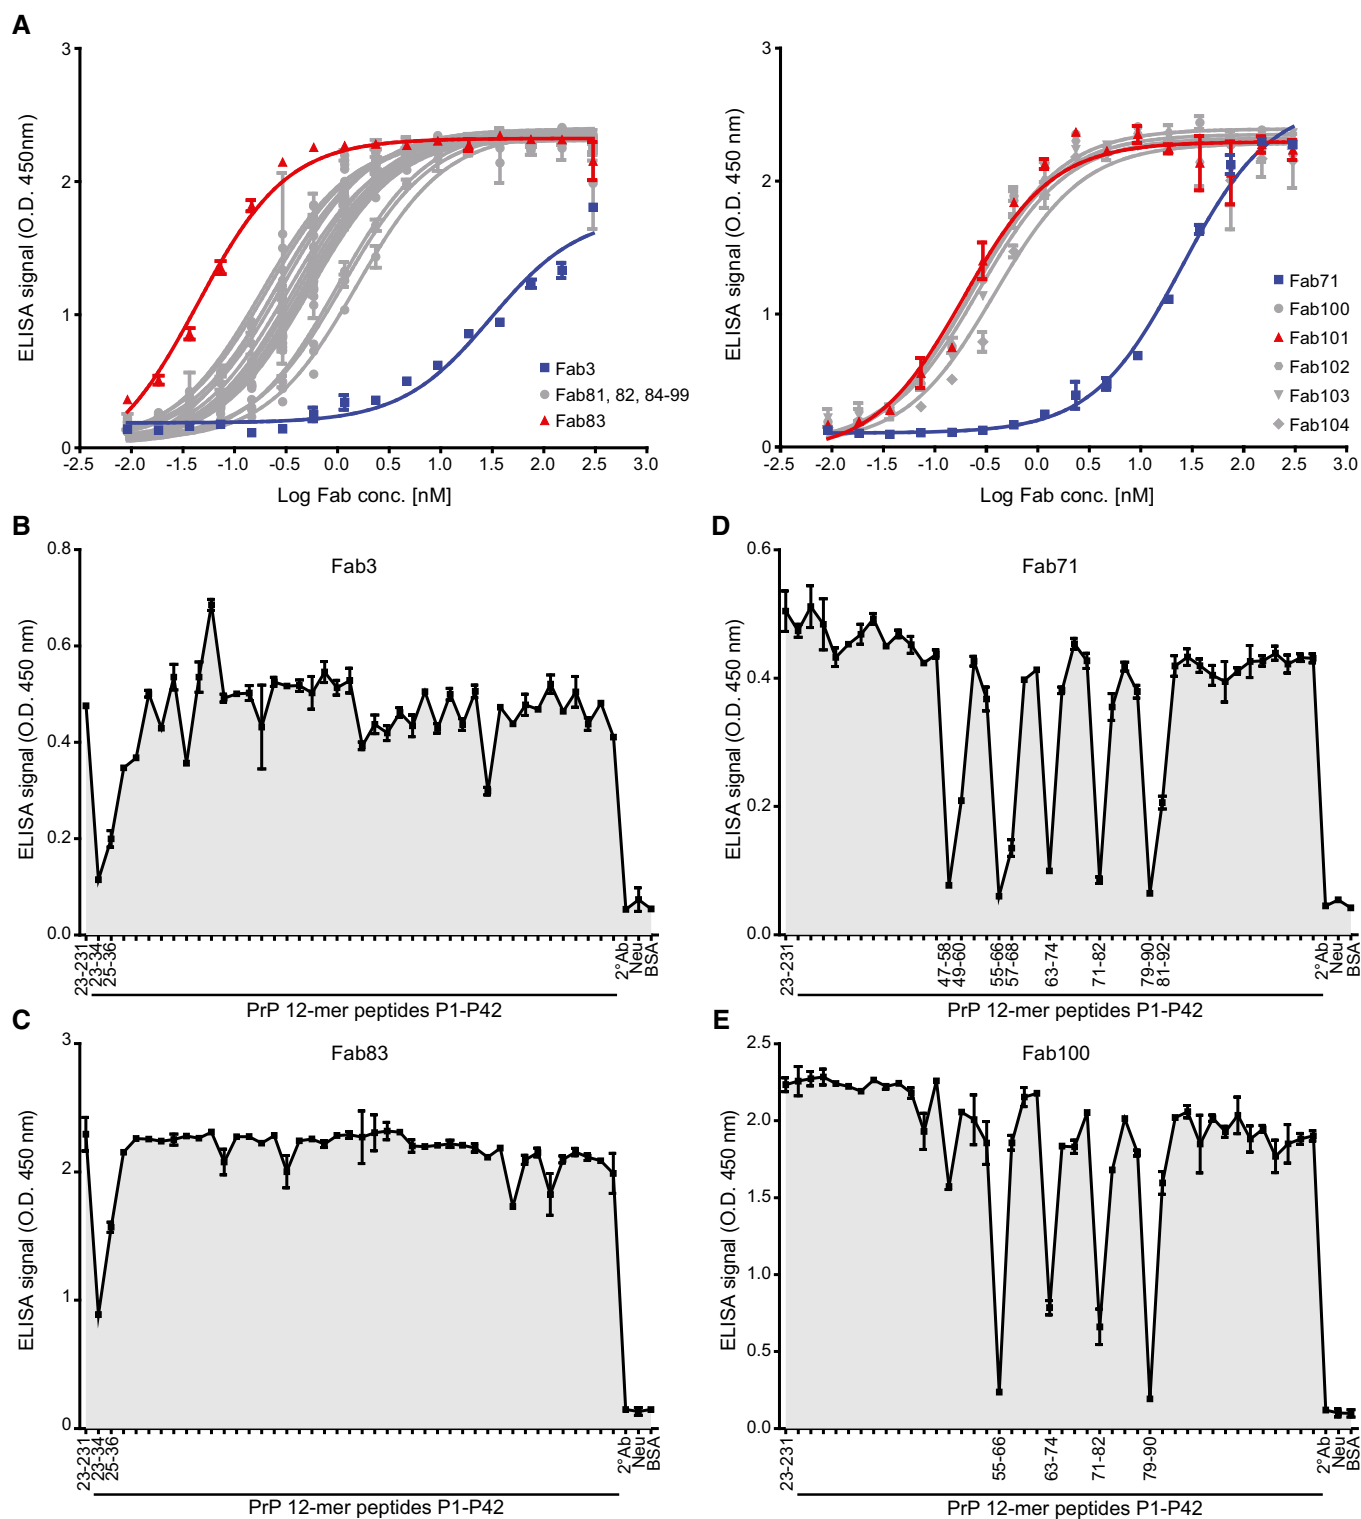 A
ELISA signal (O.D. 450nm)
3
2
1
0
-2.5 -2.0 -1.5 -1.0 -0.5 0.0 0.5 1.0 1.5 2.0 2.5 3.0
Log Fab conc. [nM]
Fab3
Fab81, 82, 84-99
Fab83
ELISA signal (O.D. 450 nm)
3
2
1
0
-2.5 -2.0 -1.5 -1.0 -0.5 0.0 0.5 1.0 1.5 2.0 2.5 3.0
Log Fab conc. [nM]
Fab71
Fab100
Fab101
Fab102
Fab103
Fab104
B
Fab3
ELISA signal (O.D. 450 nm)
0.8
0.6
0.4
0.2
0.0
23-231
23-34
25-36
2°Ab
Neu
BSA
PrP 12-mer peptides P1-P42
D
Fab71
ELISA signal (O.D. 450 nm)
0.6
0.4
0.2
0.0
23-231
47-58
49-60
55-66
57-68
63-74
71-82
79-90
81-92
2°Ab
Neu
BSA
PrP 12-mer peptides P1-P42
C
Fab83
ELISA signal (O.D. 450 nm)
3
2
1
0
23-231
23-34
25-36
2°Ab
Neu
BSA
PrP 12-mer peptides P1-P42
E
Fab100
ELISA signal (O.D. 450 nm)
2.5
2.0
1.5
1.0
0.5
0.0
23-231
55-66
63-74
71-82
79-90
2°Ab
Neu
BSA
PrP 12-mer peptides P1-P42